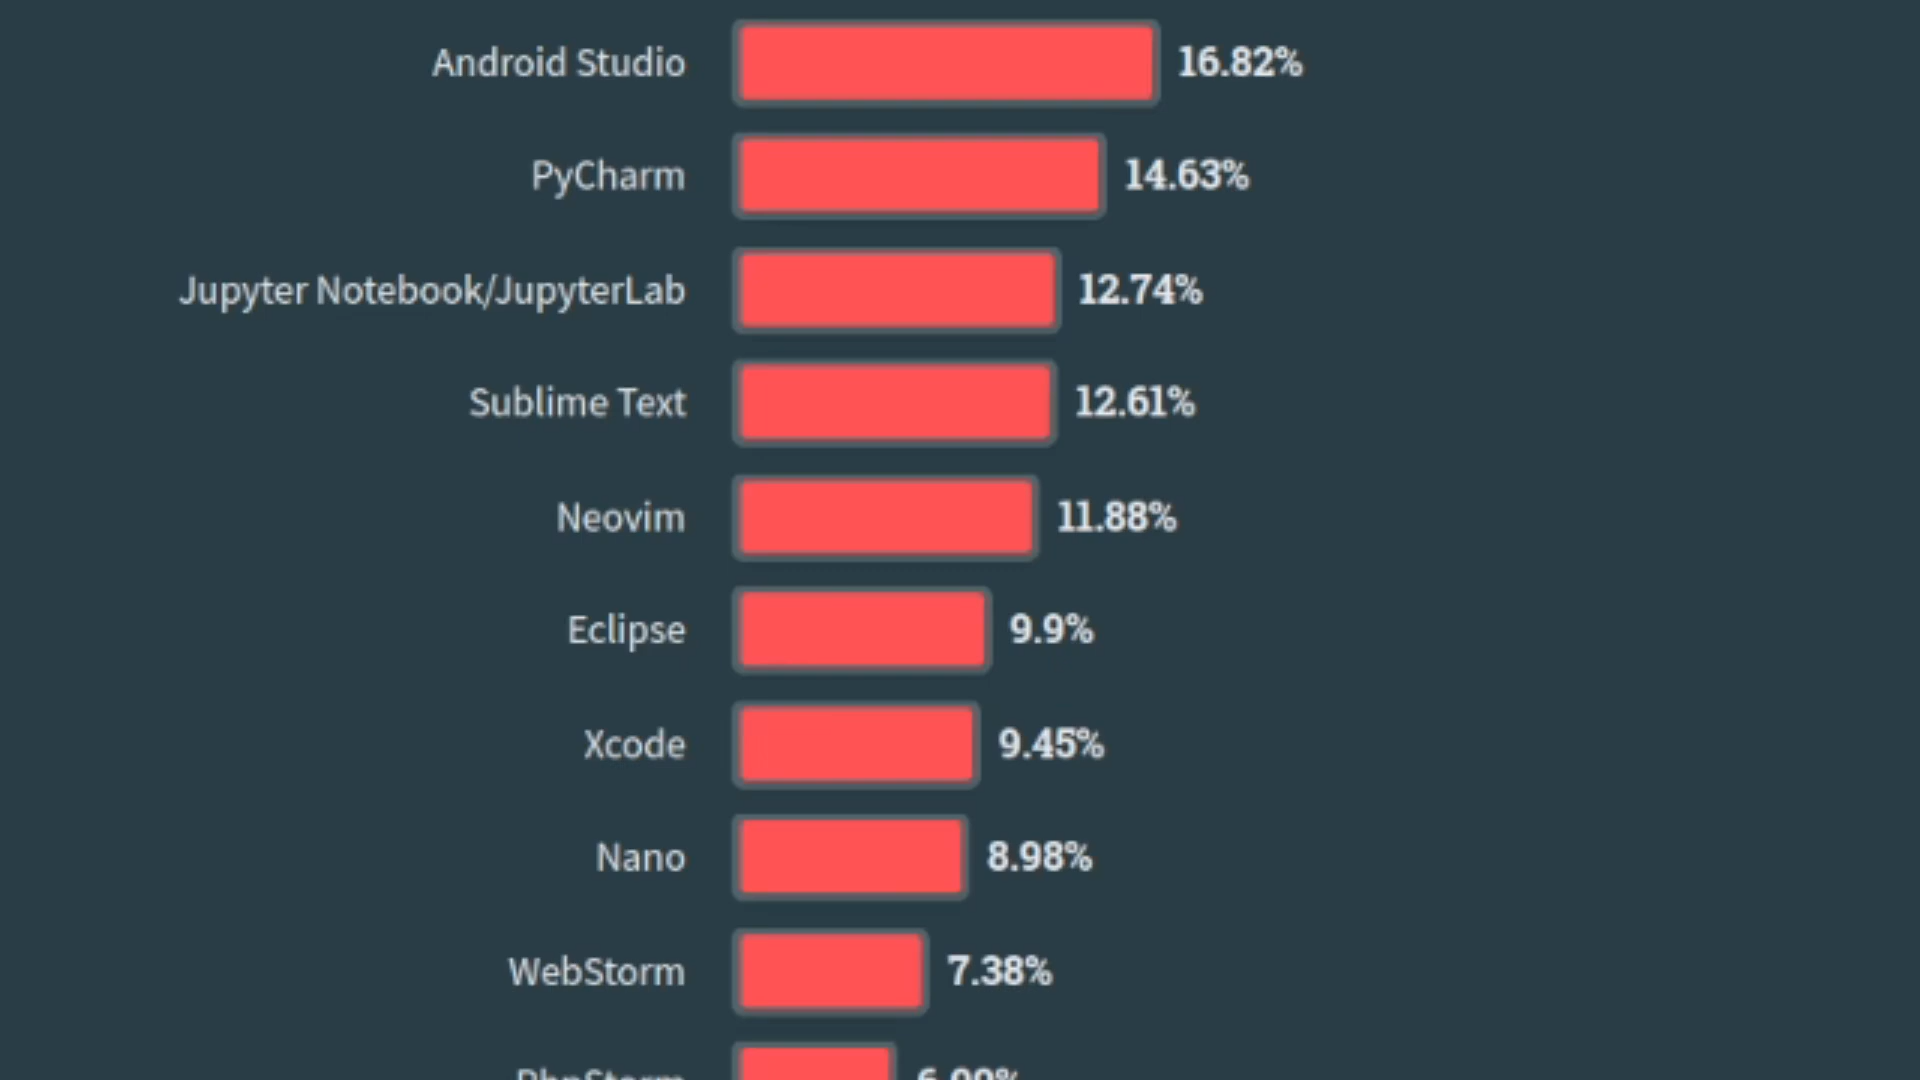 Android Studio 16.82%
PyCharm 14.63%
Jupyter Notebook/JupyterLab 12.74%
Sublime Text 12.61%
Neovim 11.88%
Eclipse 9.9%
Xcode 9.45%
Nano 8.98%
WebStorm 7.38%
PhpStorm